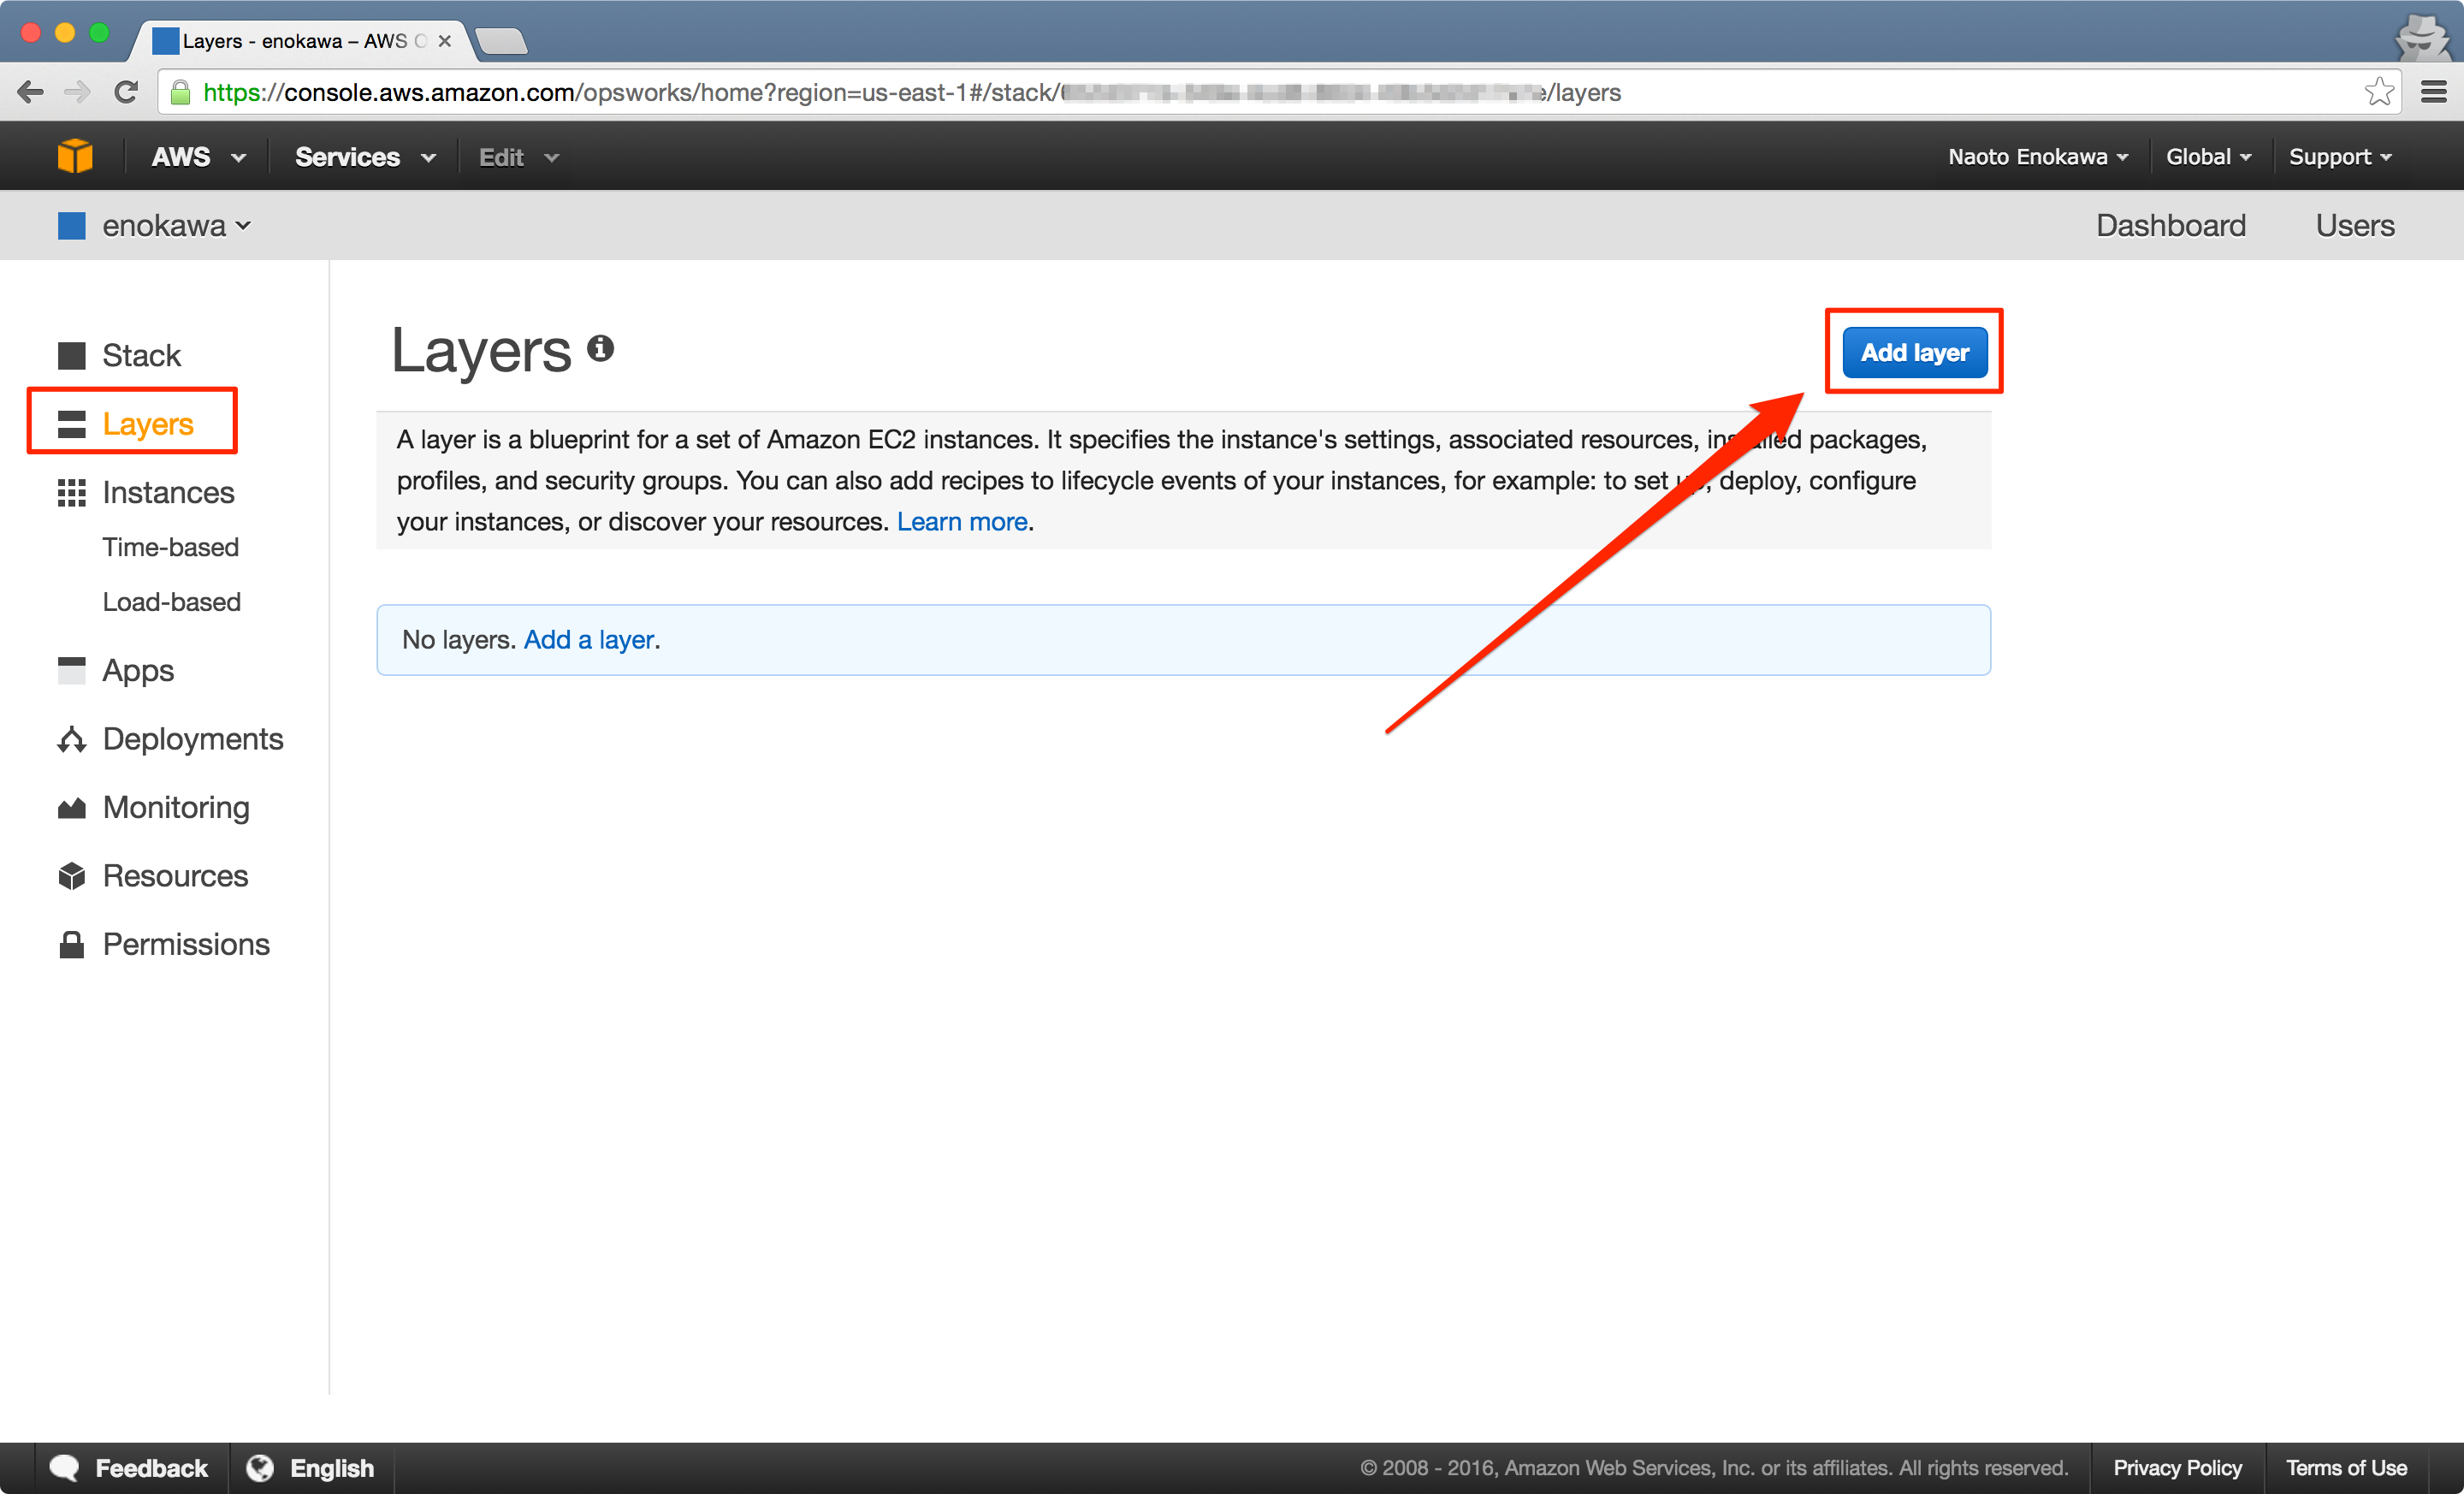 Layers - enokawa – AWS
https://console.aws.amazon.com/opsworks/home?region=us-east-1#/stack/ e/layers
AWS Services Edit Naoto Enokawa Global Support
enokawa Dashboard Users
Stack
Layers
Instances
Time-based
Load-based
Apps
Deployments
Monitoring
Resources
Permissions
Layers
Add layer
A layer is a blueprint for a set of Amazon EC2 instances. It specifies the instance's settings, associated resources, installed packages,
profiles, and security groups. You can also add recipes to lifecycle events of your instances, for example: to set up, deploy, configure
your instances, or discover your resources. Learn more.
No layers. Add a layer.
Feedback English © 2008 - 2016, Amazon Web Services, Inc. or its affiliates. All rights reserved. Privacy Policy Terms of Use